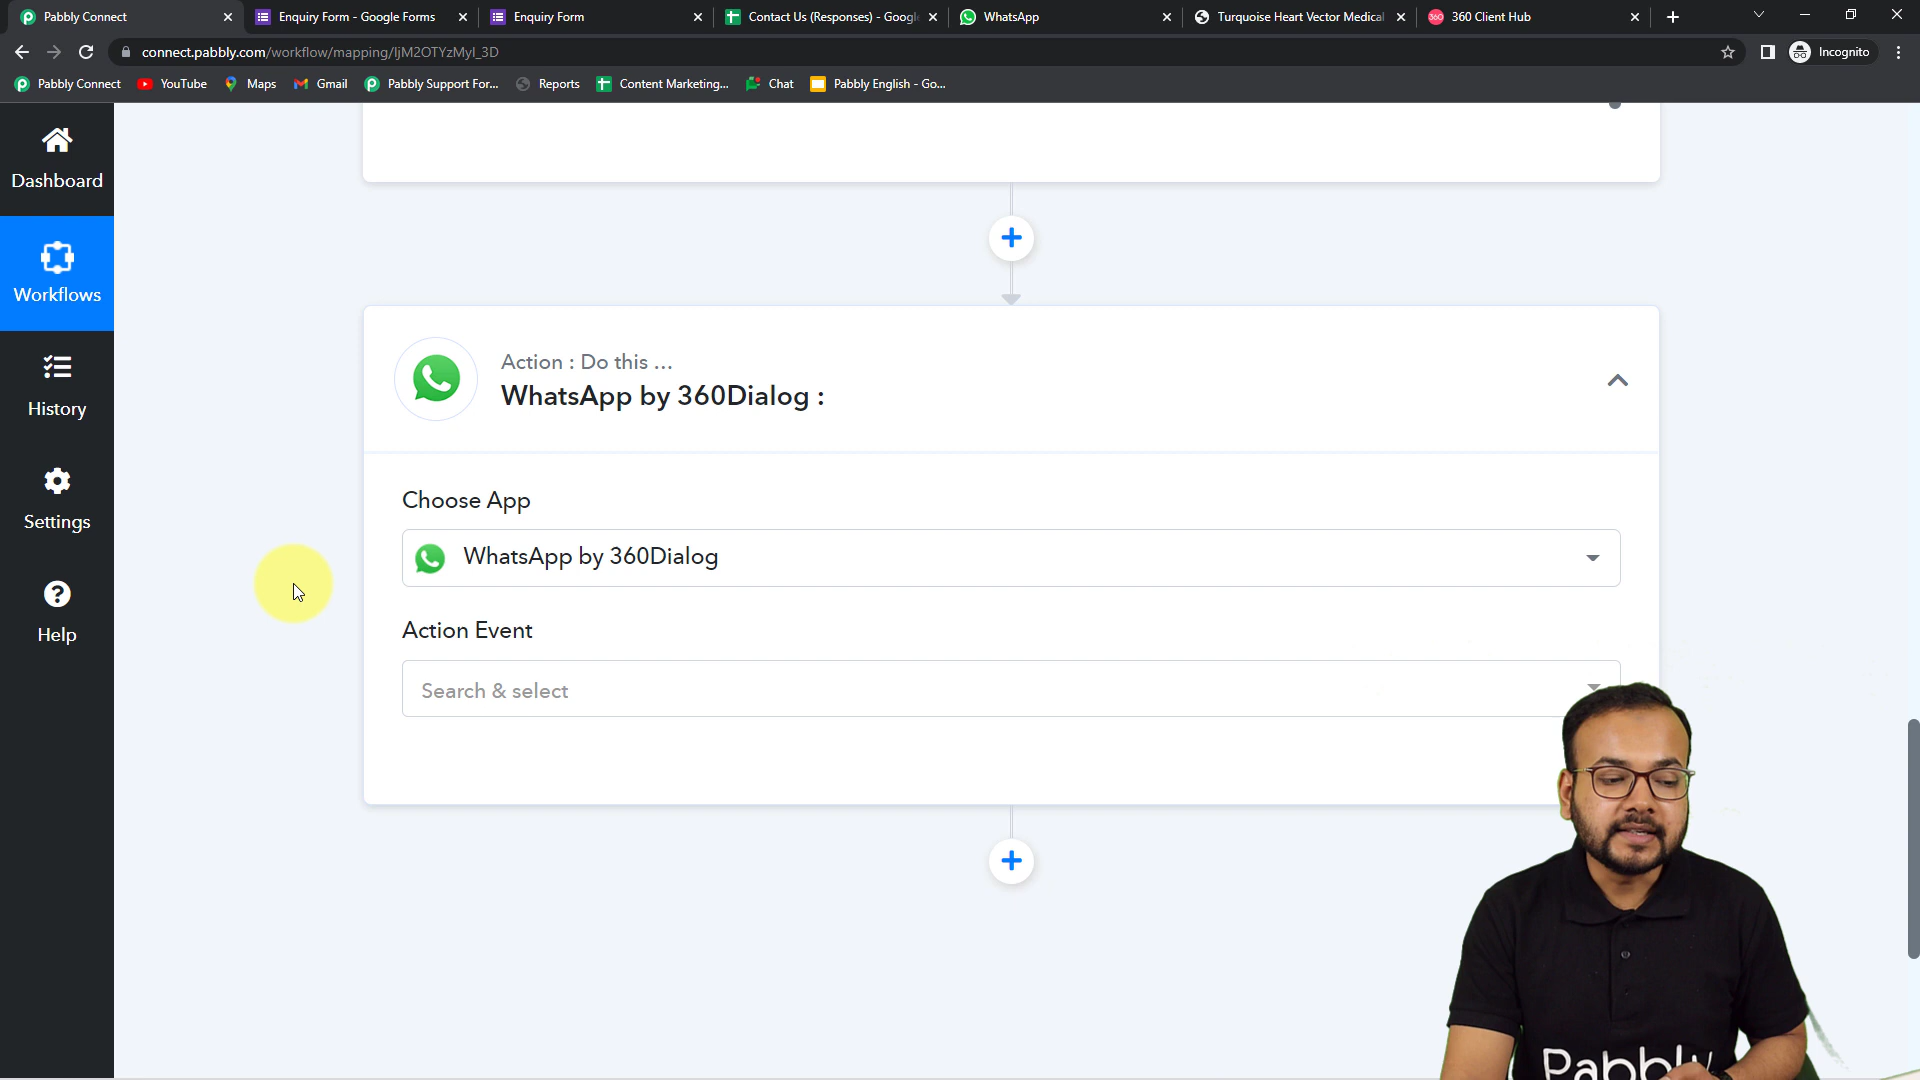 Pabbly Connect
Enquiry Form - Google Forms
Enquiry Form
Contact Us (Responses) - Googl
WhatsApp
Turquoise Heart Vector Medical
360 Client Hub
connect.pabbly.com/workflow/mapping/IjM2OTYzMyI_3D
Incognito
Pabbly Connect
YouTube
Maps
Gmail
Pabbly Support For...
Reports
Content Marketing...
Chat
Pabbly English - Go...
Dashboard
Workflows
History
Settings
Help
Action : Do this ...
WhatsApp by 360Dialog :
Choose App
WhatsApp by 360Dialog
Action Event
Search & select
Pabbly